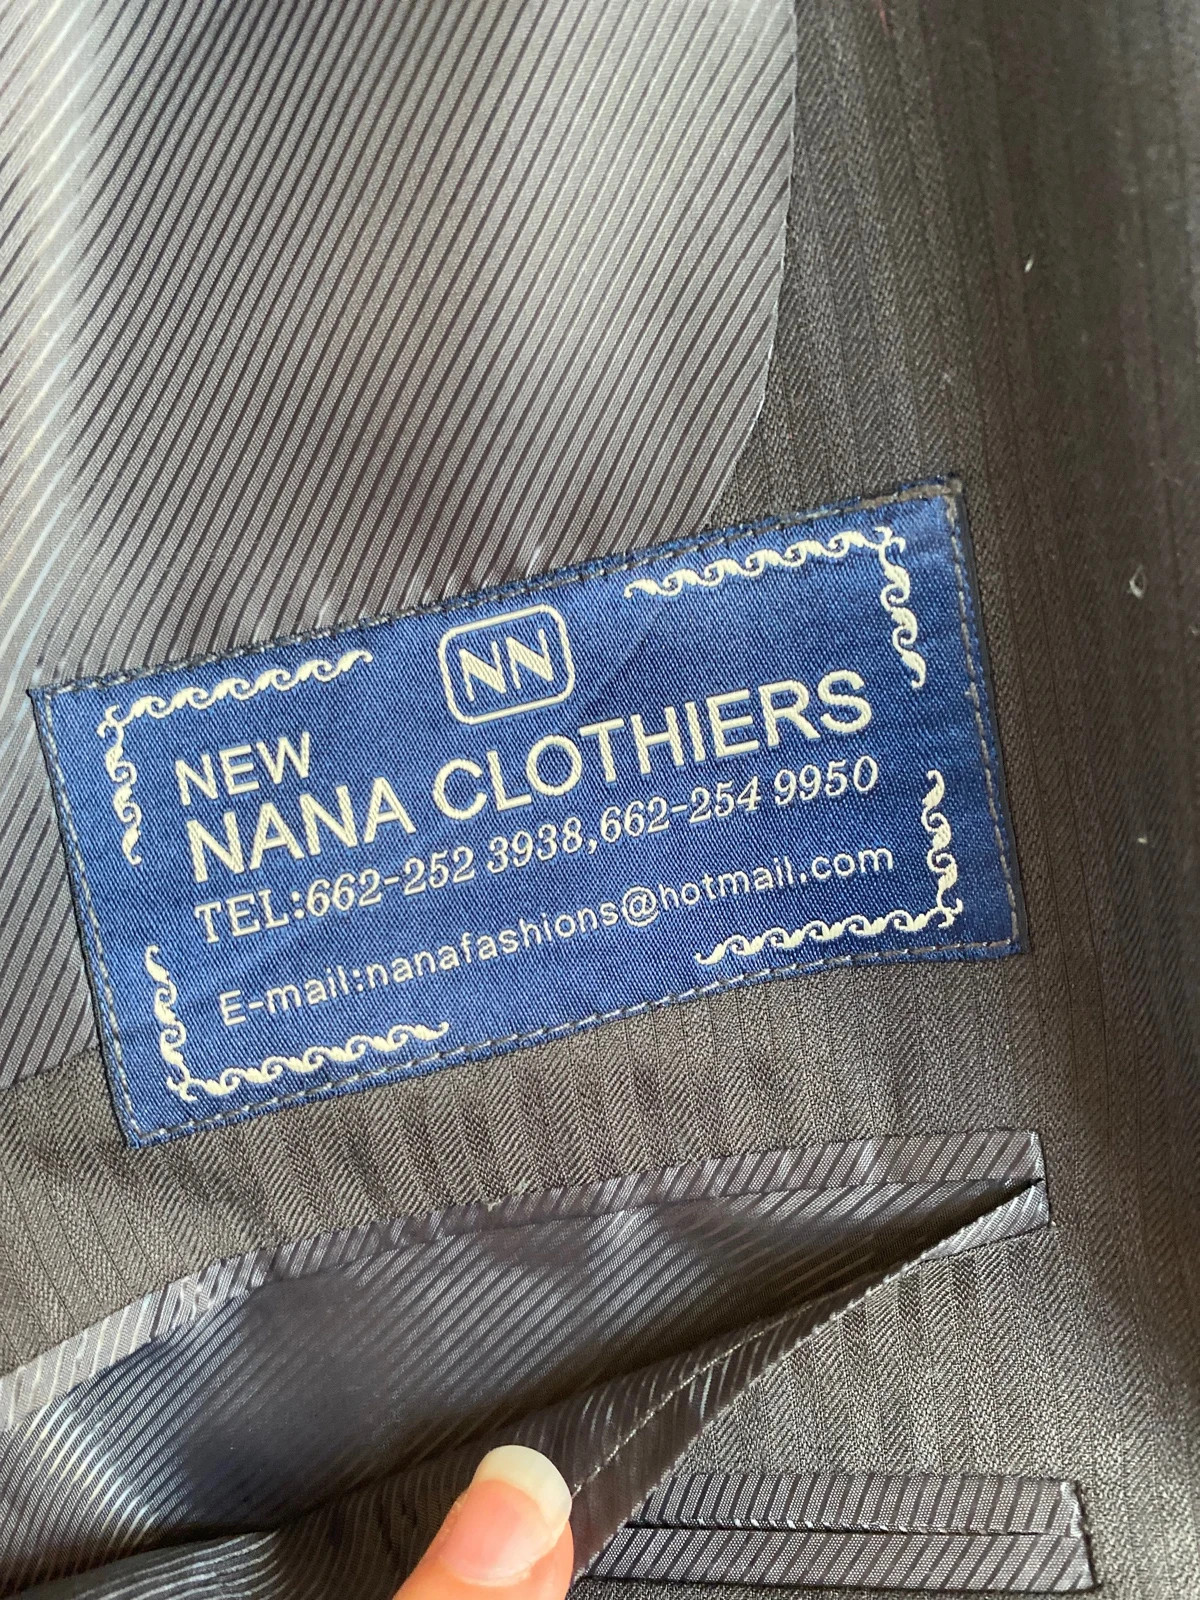 NN
NEW
NANA CLOTHIERS
TEL:662-252 3938,662-254 9950
E-mail:nanafashions@hotmail.com